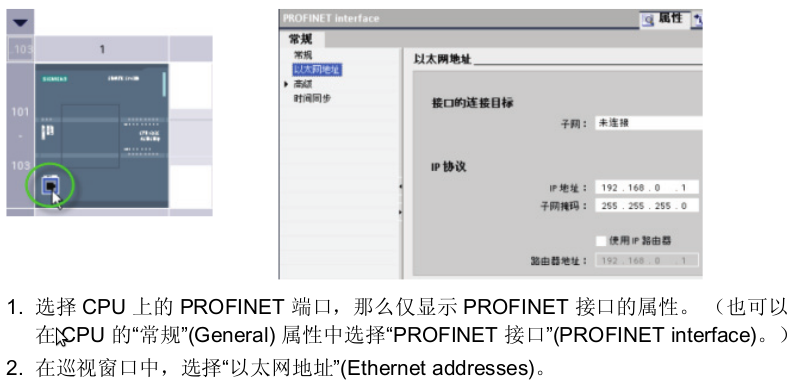 PROFINET interface
属性
103
1
常规
常规
以太网地址
高级
时间同步
以太网地址
接口的连接目标
子网：
未连接
IP 协议
IP 地址：
192 . 168 . 0 . 1
子网掩码：
255 . 255 . 255 . 0
使用 IP 路由器
路由器地址：
192 . 168 . 0 . 1
SIEMENS
101
-
103
1. 选择 CPU 上的 PROFINET 端口，那么仅显示 PROFINET 接口的属性。 （也可以
在 CPU 的“常规”(General) 属性中选择“PROFINET 接口”(PROFINET interface)。）
2. 在巡视窗口中，选择“以太网地址”(Ethernet addresses)。